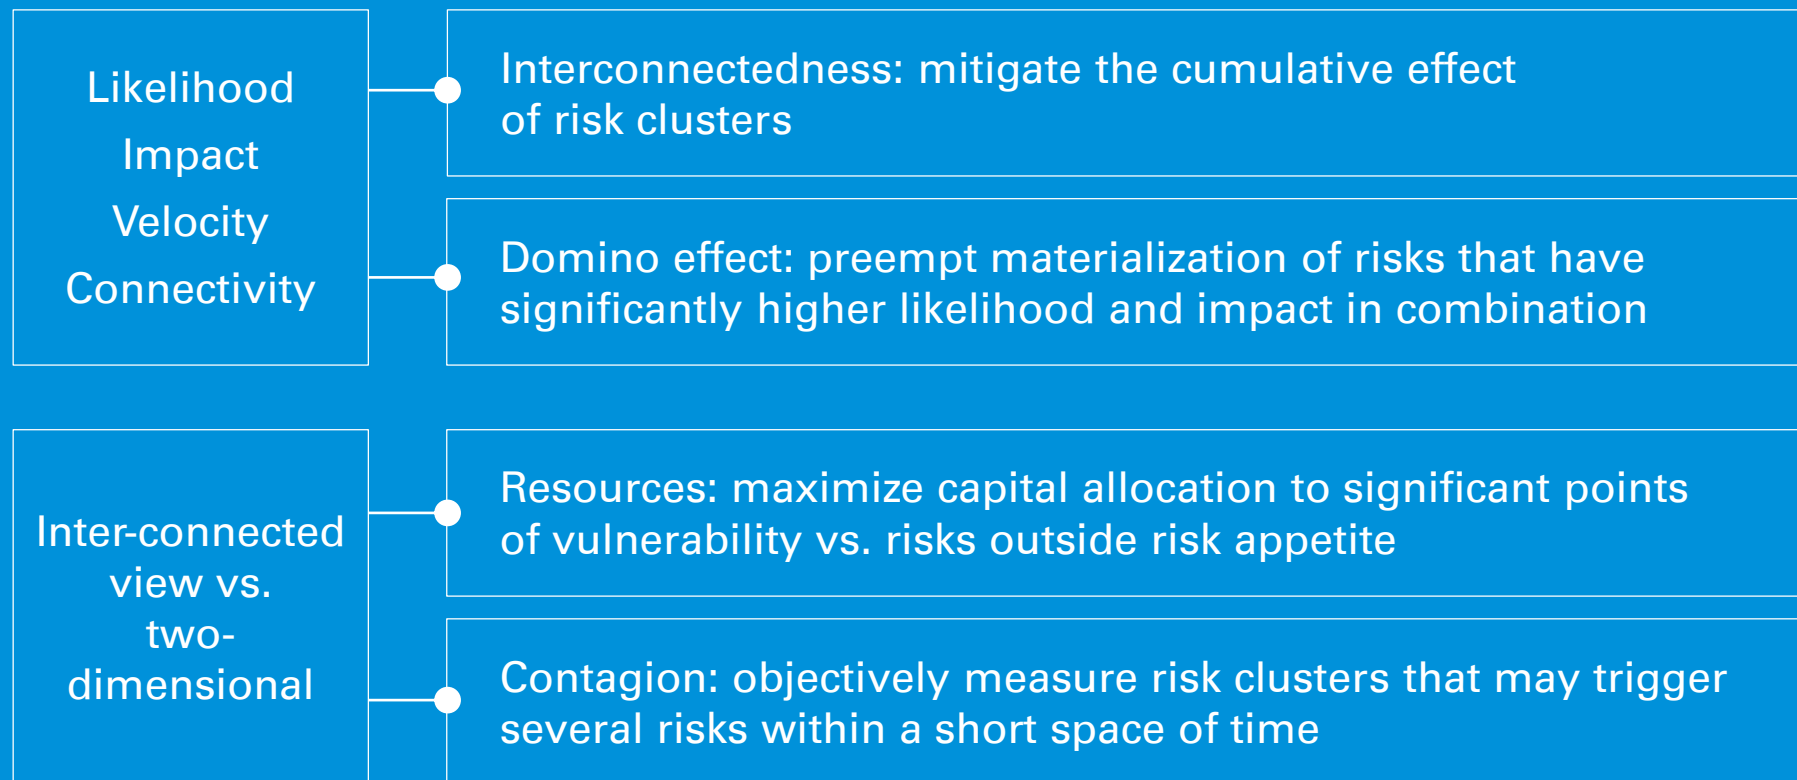 Likelihood
Impact
Velocity
Connectivity
Interconnectedness: mitigate the cumulative effect
of risk clusters
Domino effect: preempt materialization of risks that have
significantly higher likelihood and impact in combination
Inter-connected
view vs.
two-
dimensional
Resources: maximize capital allocation to significant points
of vulnerability vs. risks outside risk appetite
Contagion: objectively measure risk clusters that may trigger
several risks within a short space of time